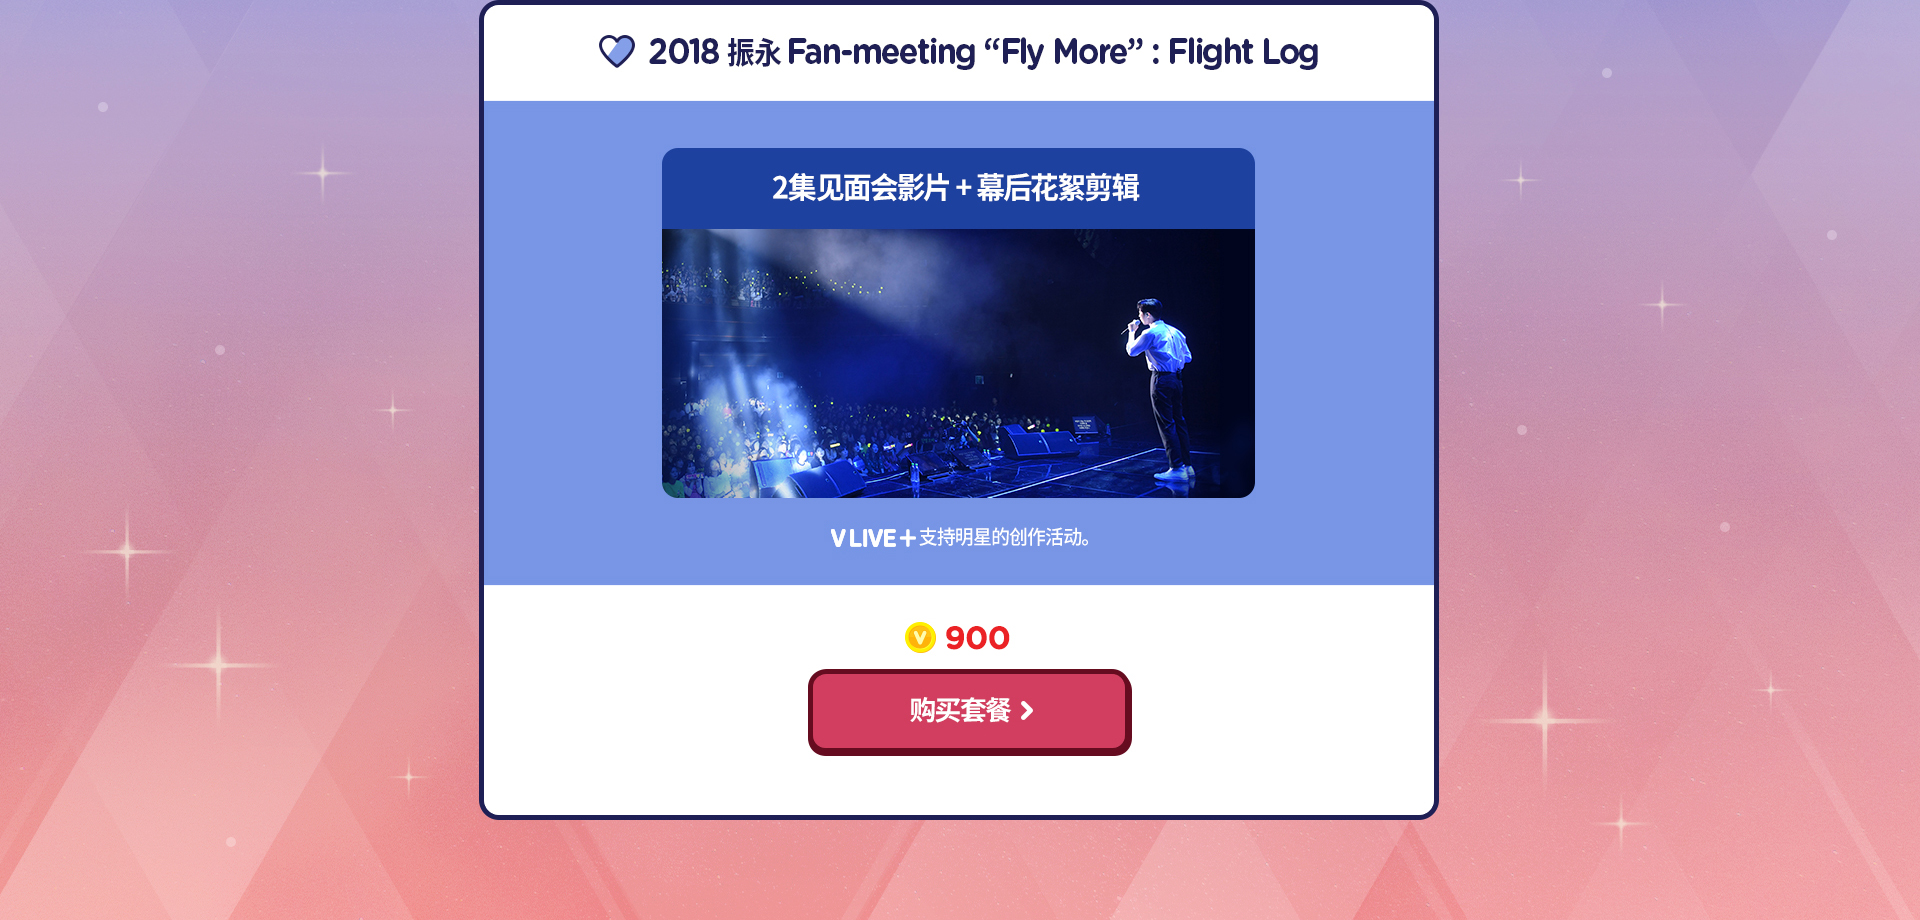 2018 振永 Fan-meeting “Fly More” : Flight Log
2集见面会影片 + 幕后花絮剪辑
V LIVE+ 支持明星的创作活动。
V 900
购买套餐 >